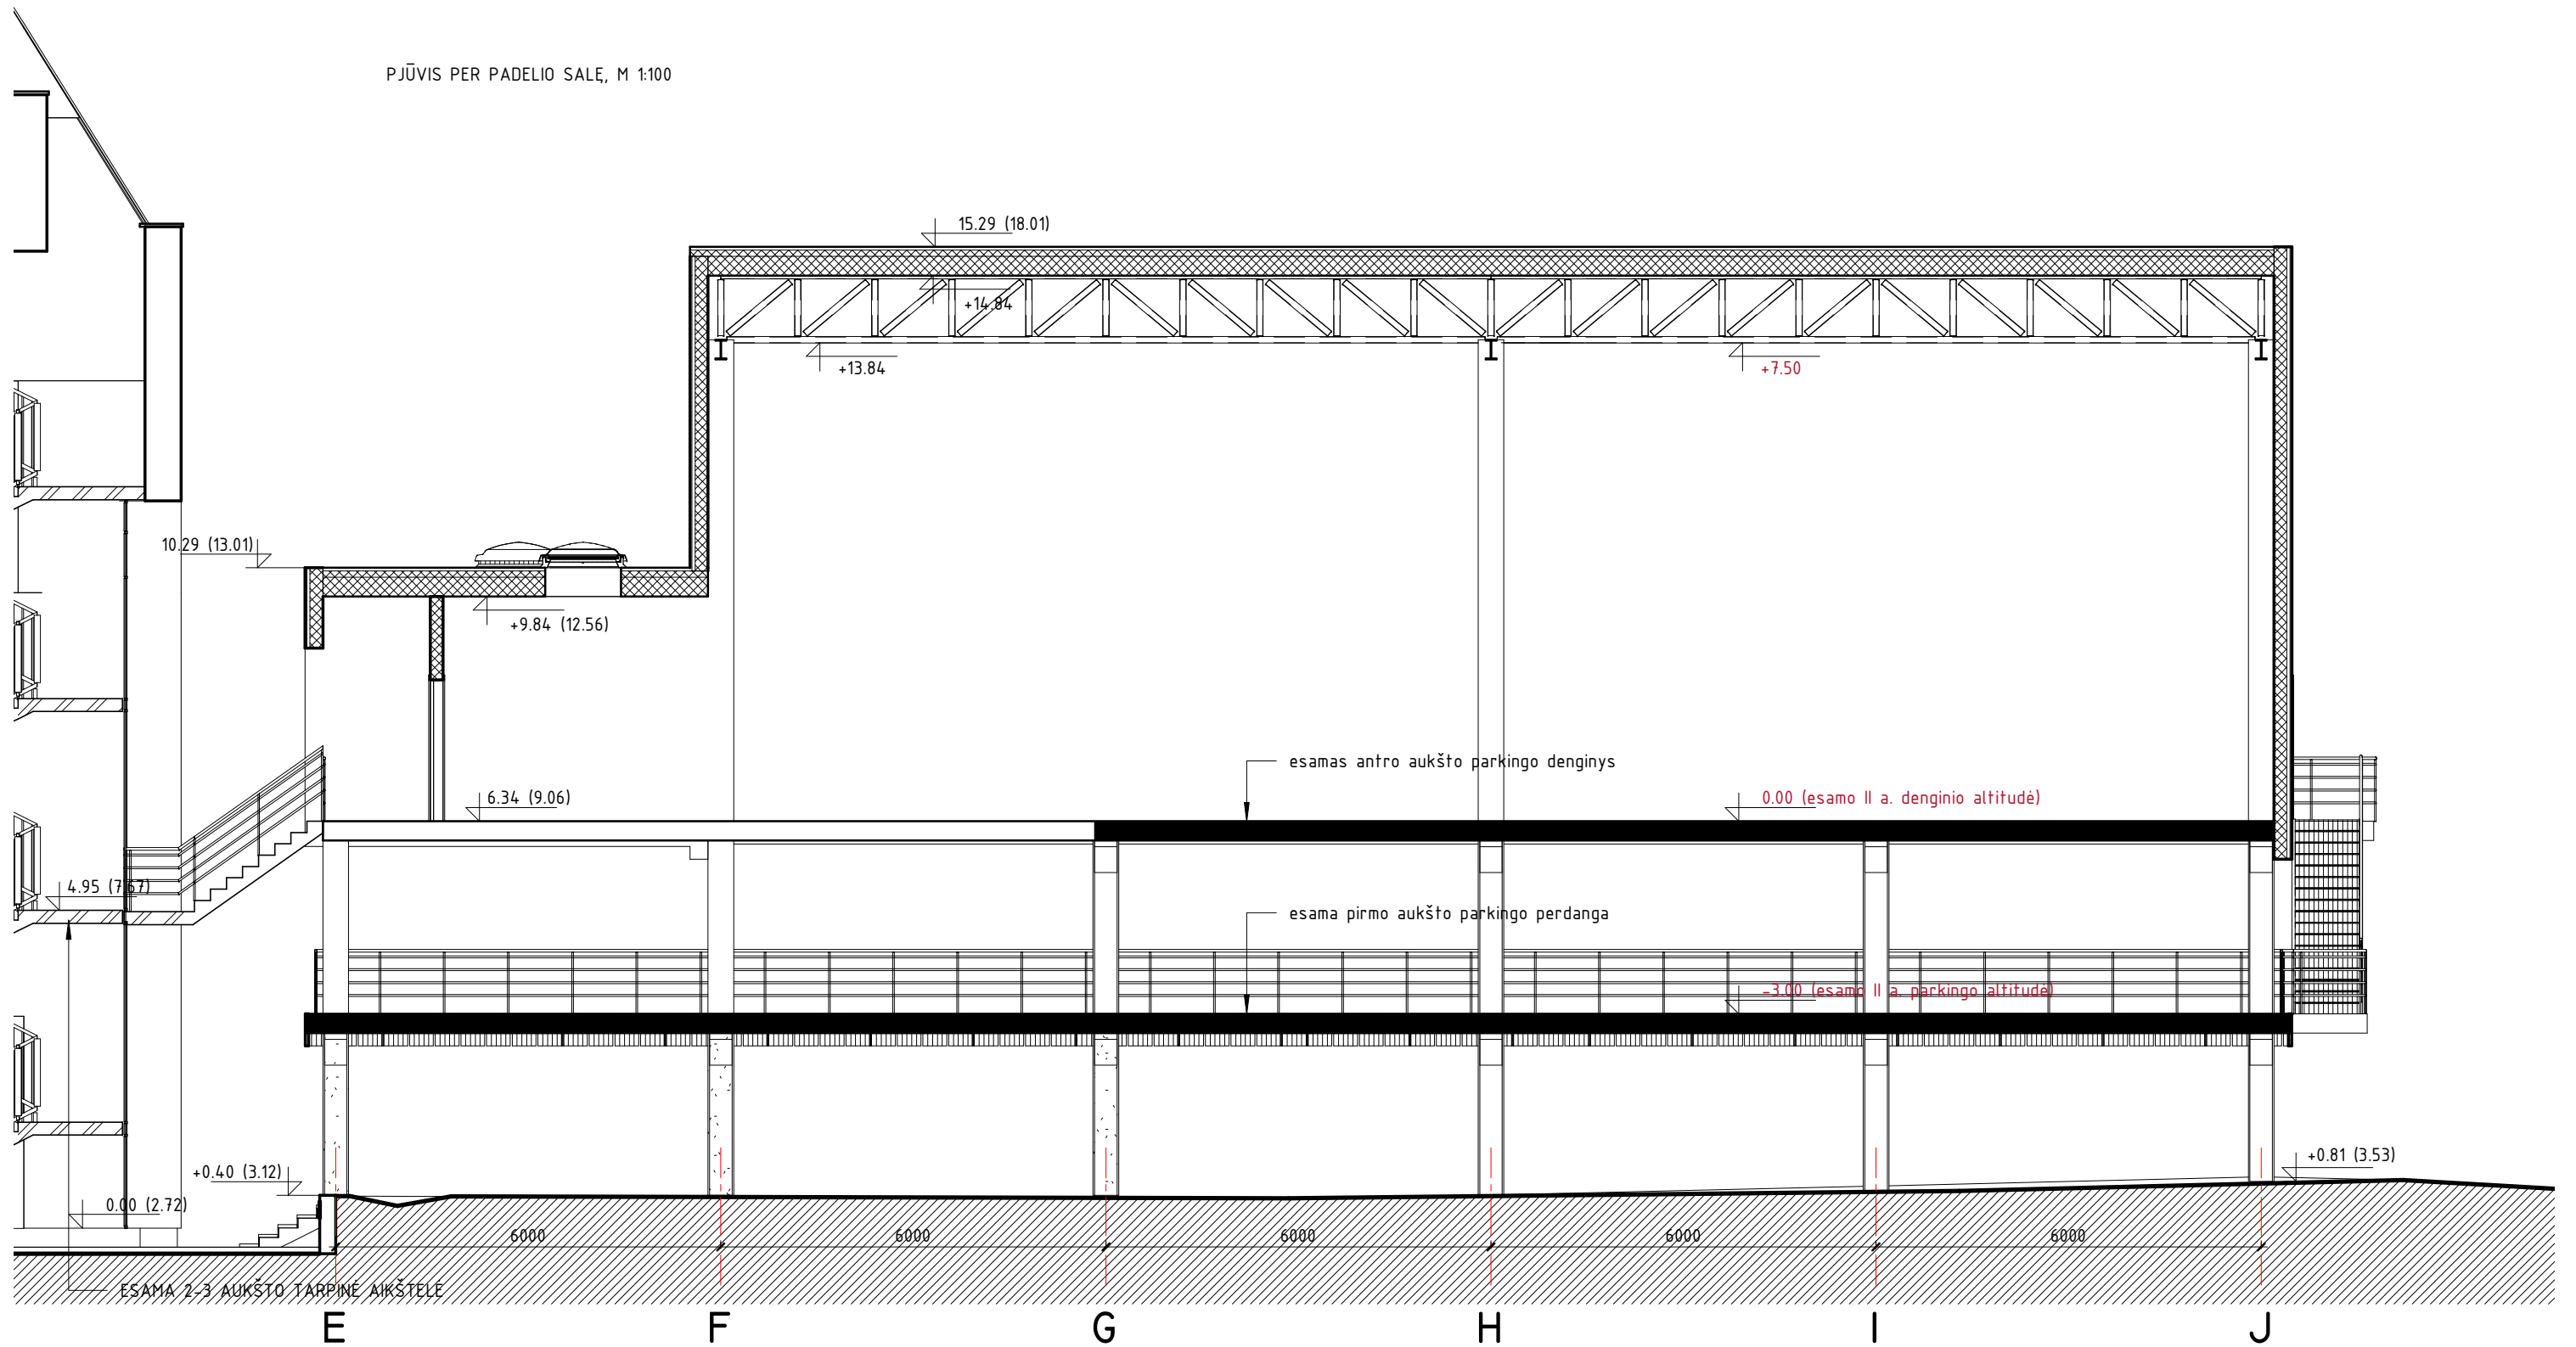 PJŪVIS PER PADELIO SALĘ, M 1:100
15.29 (18.01)
+14.84
+13.84
+7.50
10.29 (13.01)
+9.84 (12.56)
esamas antro aukšto parkingo denginys
6.34 (9.06)
0.00 (esamo II a. denginio altitudė)
4.95 (7.67)
esama pirmo aukšto parkingo perdanga
-3.00 (esamo II a. parkingo altitudė)
+0.40 (3.12)
+0.81 (3.53)
0.00 (2.72)
6000 6000 6000 6000 6000
ESAMA 2-3 AUKŠTO TARPINĖ AIKŠTELĖ
E F G H I J